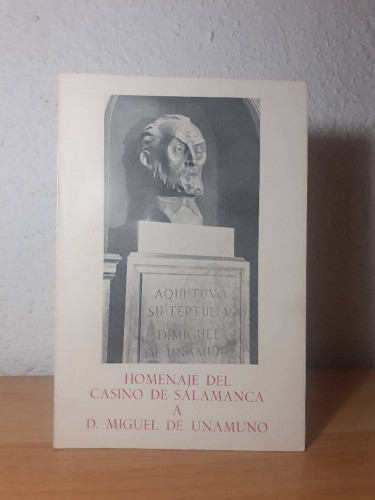 AQUI TUVO
SU TERTULIA
D. MIGUEL
DE UNAMUNO
HOMENAJE DEL
CASINO DE SALAMANCA
A
D. MIGUEL DE UNAMUNO